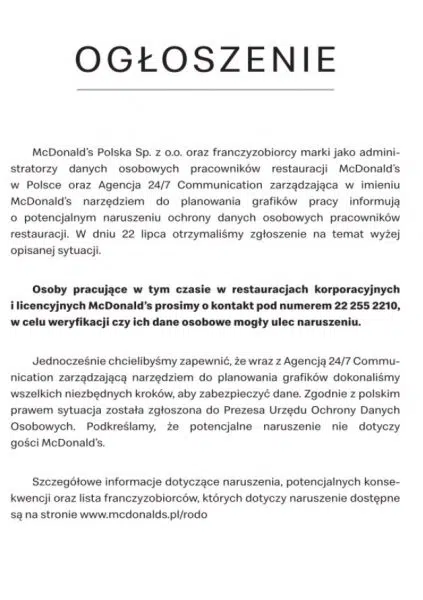 OGŁOSZENIE
McDonald's Polska Sp. z o.o. oraz franczyzobiorcy marki jako admini-
stratorzy danych osobowych pracowników restauracji McDonald's
w Polsce oraz Agencja 24/7 Communication zarządzająca w imieniu
McDonald's narzędziem do planowania grafików pracy informują
o potencjalnym naruszeniu ochrony danych osobowych pracowników
restauracji. W dniu 22 lipca otrzymaliśmy zgłoszenie na temat wyżej
opisanej sytuacji.
Osoby pracujące w tym czasie w restauracjach korporacyjnych
i licencyjnych McDonald's prosimy o kontakt pod numerem 22 255 2210,
w celu weryfikacji czy ich dane osobowe mogły ulec naruszeniu.
Jednocześnie chcielibyśmy zapewnić, że wraz z Agencją 24/7 Commu-
nication zarządzającą narzędziem do planowania grafików dokonaliśmy
wszelkich niezbędnych kroków, aby zabezpieczyć dane. Zgodnie z polskim
prawem sytuacja została zgłoszona do Prezesa Urzędu Ochrony Danych
Osobowych. Podkreślamy, że potencjalne naruszenie nie dotyczy
gości McDonald's.
Szczegółowe informacje dotyczące naruszenia, potencjalnych konse-
kwencji oraz lista franczyzobiorców, których dotyczy naruszenie dostępne
są na stronie www.mcdonalds.pl/rodo